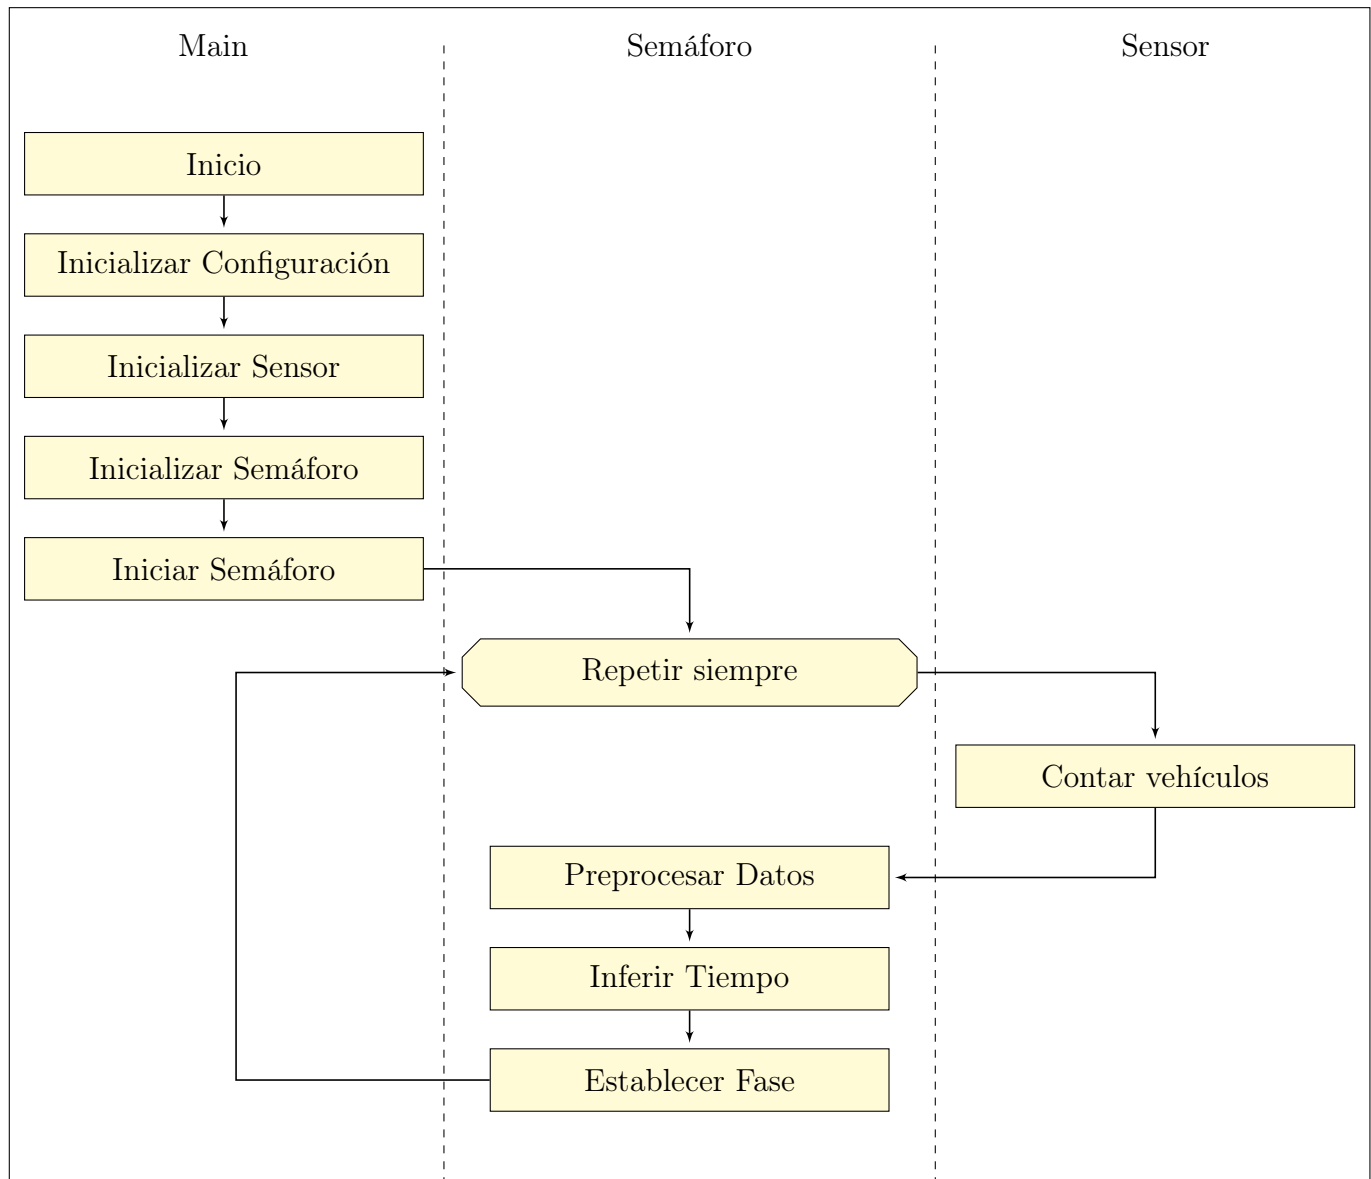 Main
Semáforo
Sensor
Inicio
Inicializar Configuración
Inicializar Sensor
Inicializar Semáforo
Iniciar Semáforo
Repetir siempre
Contar vehículos
Preprocesar Datos
Inferir Tiempo
Establecer Fase